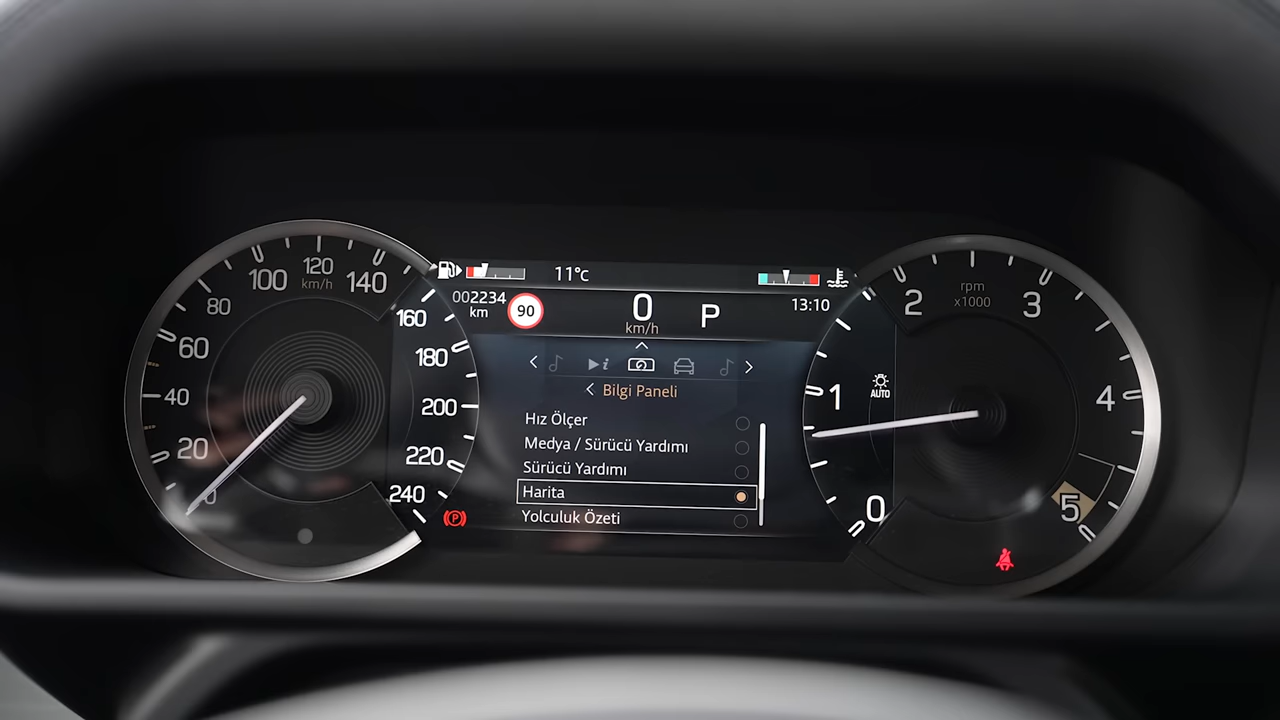 20
40
60
80
100
120
km/h
140
160
180
200
220
240
0
11°C
002234
km
90
0
km/h
P
13:10
i
Bilgi Paneli
Hız Ölçer
Medya / Sürücü Yardımı
Sürücü Yardımı
Harita
Yolculuk Özeti
P
rpm
x1000
0
1
2
3
4
5
AUTO